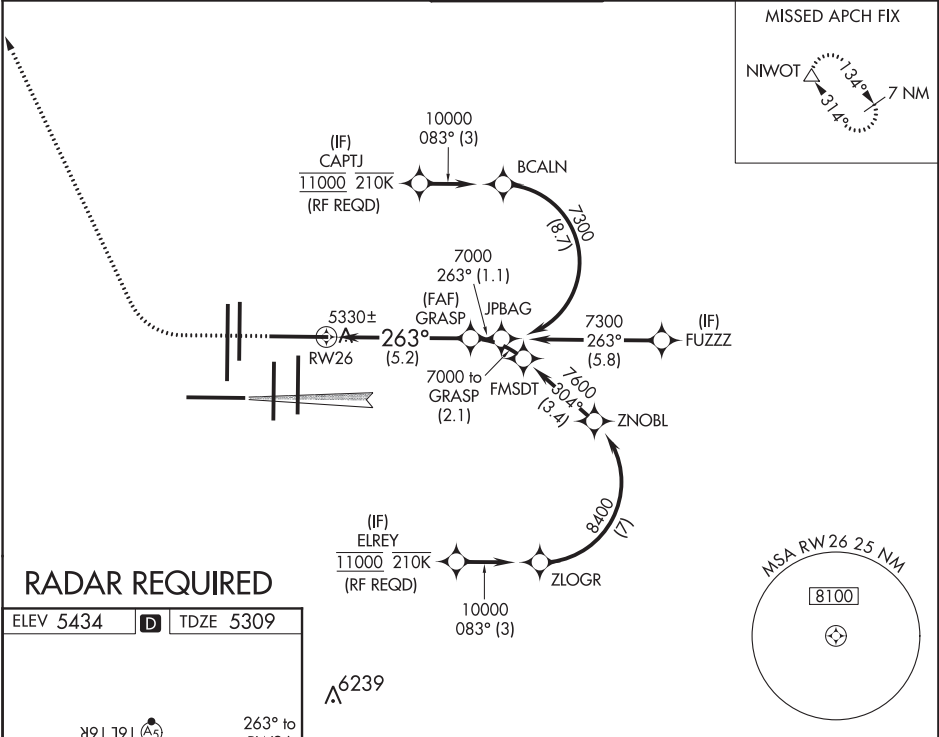 MISSED APCH FIX
NIWOT
134°
314°
7 NM
10000
083° (3)
(IF)
CAPTJ
11000 210K
(RF REQD)
BCALN
7300
(8.7)
7000
263° (1.1)
(FAF)
GRASP
JPBAG
5330±
RW26
263°
(5.2)
7300
263°
(5.8)
(IF)
FUZZZ
7000 to
GRASP
(2.1)
FMSDT
7600
304°
(3.4)
ZNOBL
8400
(7)
(IF)
ELREY
11000 210K
(RF REQD)
ZLOGR
10000
083° (3)
RADAR REQUIRED
MSA RW26 25 NM
8100
ELEV 5434 D TDZE 5309
6239
16L 16R
A5
263° to